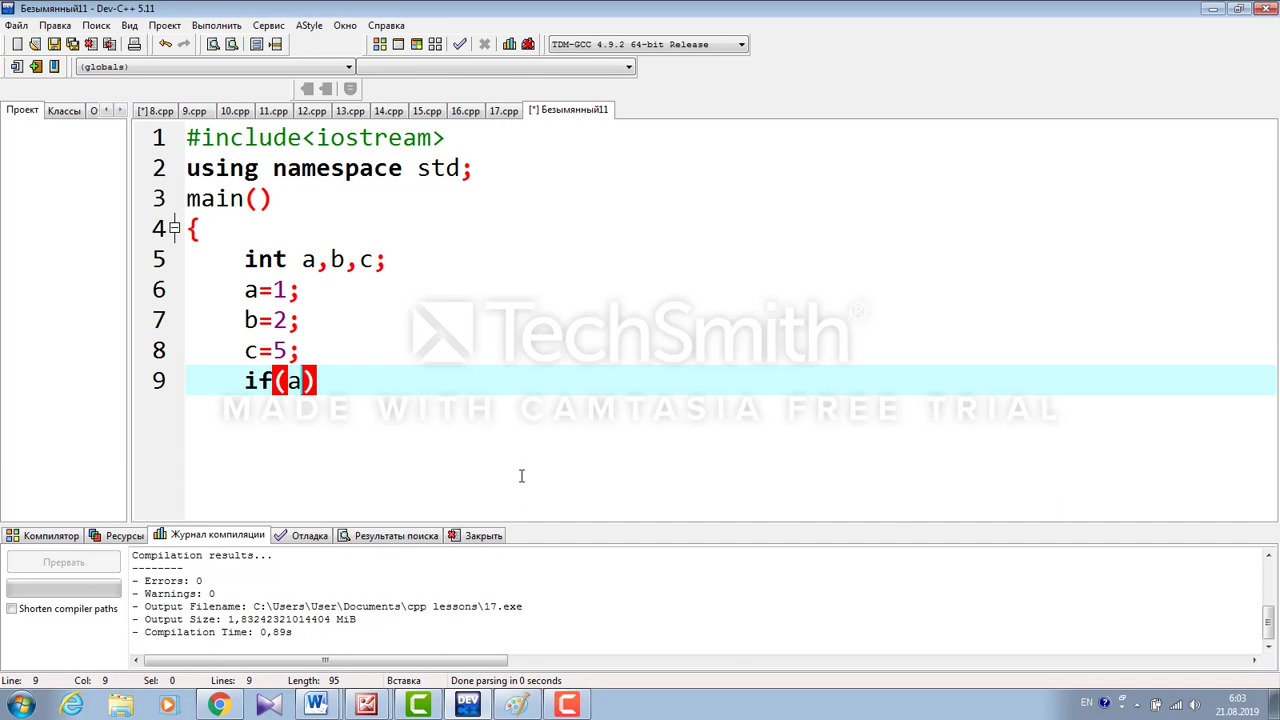 Безымянный11 - Dev-C++ 5.11
Файл Правка Поиск Вид Проект Выполнить Сервис AStyle Окно Справка
TDM-GCC 4.9.2 64-bit Release
(globals)
Проект Классы О
[*] 8.cpp 9.cpp 10.cpp 11.cpp 12.cpp 13.cpp 14.cpp 15.cpp 16.cpp 17.cpp [*] Безымянный11
1 #include<iostream>
2 using namespace std;
3 main()
4 {
5 int a,b,c;
6 a=1;
7 b=2;
8 c=5;
9 if(a)
TechSmith®
MADE WITH CAMTASIA FREE TRIAL
Компилятор Ресурсы Журнал компиляции Отладка Результаты поиска Закрыть
Прервать
Shorten compiler paths
Compilation results...
--------
- Errors: 0
- Warnings: 0
- Output Filename: C:\Users\User\Documents\cpp lessons\17.exe
- Output Size: 1,83242321014404 MiB
- Compilation Time: 0,89s
Line: 9 Col: 9 Sel: 0 Lines: 9 Length: 95 Вставка Done parsing in 0 seconds
DEV
EN 6:03
21.08.2019